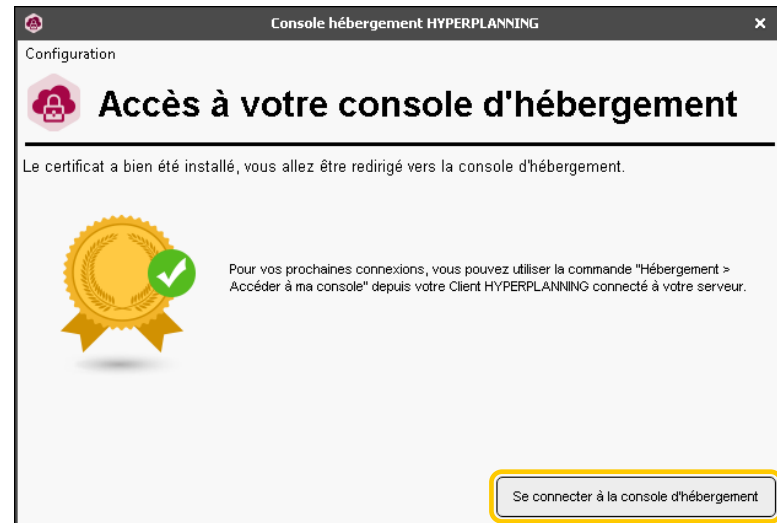 Console hébergement HYPERPLANNING
Configuration
Accès à votre console d'hébergement
Le certificat a bien été installé, vous allez être redirigé vers la console d'hébergement.
Pour vos prochaines connexions, vous pouvez utiliser la commande "Hébergement >
Accéder à ma console" depuis votre Client HYPERPLANNING connecté à votre serveur.
Se connecter à la console d'hébergement